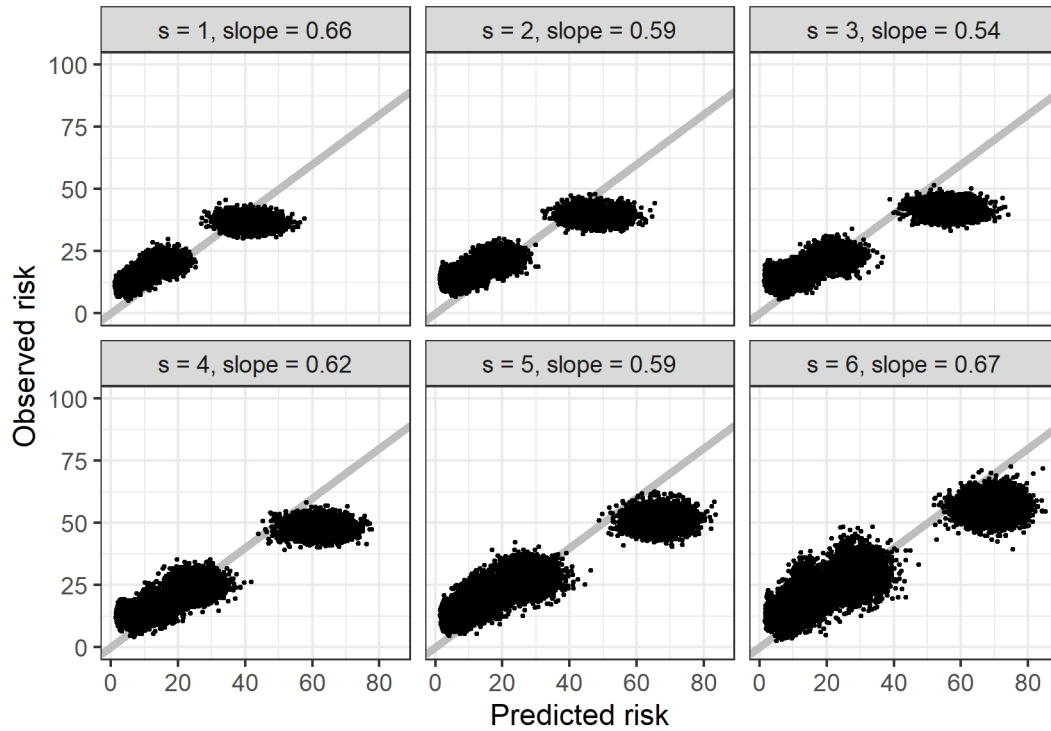 s = 1, slope = 0.66
s = 2, slope = 0.59
s = 3, slope = 0.54
100
75
50
25
0
s = 4, slope = 0.62
s = 5, slope = 0.59
s = 6, slope = 0.67
100
75
50
25
0
0 20 40 60 80
0 20 40 60 80
0 20 40 60 80
Observed risk
Predicted risk